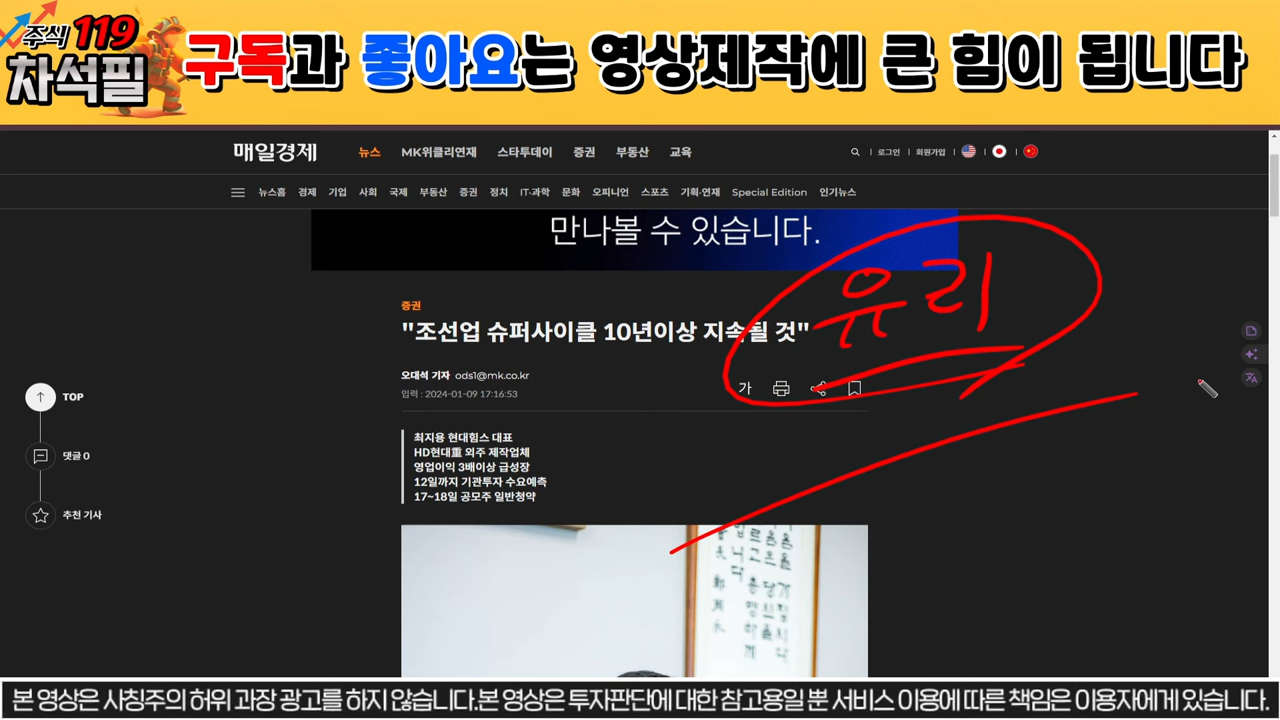 주식 119
차석필
구독과 좋아요는 영상제작에 큰 힘이 됩니다
매일경제 뉴스 MK위클리연재 스타투데이 증권 부동산 교육 로그인 회원가입
뉴스홈 경제 기업 사회 국제 부동산 증권 정치 IT·과학 문화 오피니언 스포츠 기획·연재 Special Edition 인기뉴스
만나볼 수 있습니다.
유리
증권
"조선업 슈퍼사이클 10년이상 지속될 것"
오대석 기자 ods1@mk.co.kr
입력 : 2024-01-09 17:16:53
가
TOP
댓글 0
추천 기사
최지용 현대힘스 대표
HD현대重 외주 제작업체
영업이익 3배이상 급성장
12일까지 기관투자 수요예측
17~18일 공모주 일반청약
본 영상은 사칭주의 허위 과장 광고를 하지 않습니다.본 영상은 투자판단에 대한 참고용일 뿐 서비스 이용에 따른 책임은 이용자에게 있습니다.